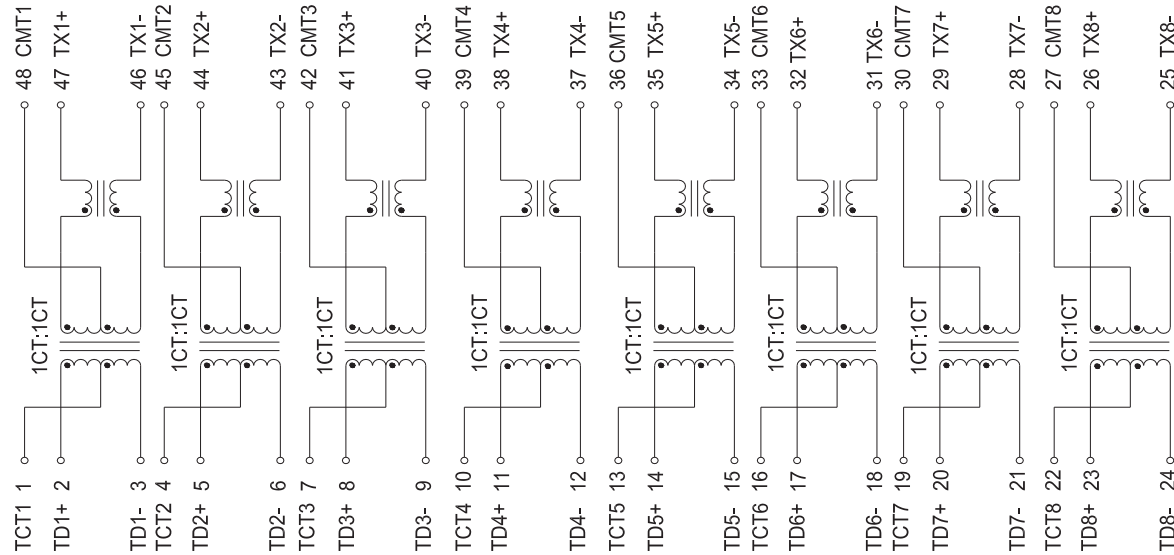 48 CMT1
47 TX1+
46 TX1-
45 CMT2
44 TX2+
43 TX2-
42 CMT3
41 TX3+
40 TX3-
39 CMT4
38 TX4+
37 TX4-
36 CMT5
35 TX5+
34 TX5-
33 CMT6
32 TX6+
31 TX6-
30 CMT7
29 TX7+
28 TX7-
27 CMT8
26 TX8+
25 TX8-
1CT:1CT
1CT:1CT
1CT:1CT
1CT:1CT
1CT:1CT
1CT:1CT
1CT:1CT
1CT:1CT
TCT1 1
TD1+ 2
TD1- 3
TCT2 4
TD2+ 5
TD2- 6
TCT3 7
TD3+ 8
TD3- 9
TCT4 10
TD4+ 11
TD4- 12
TCT5 13
TD5+ 14
TD5- 15
TCT6 16
TD6+ 17
TD6- 18
TCT7 19
TD7+ 20
TD7- 21
TCT8 22
TD8+ 23
TD8- 24